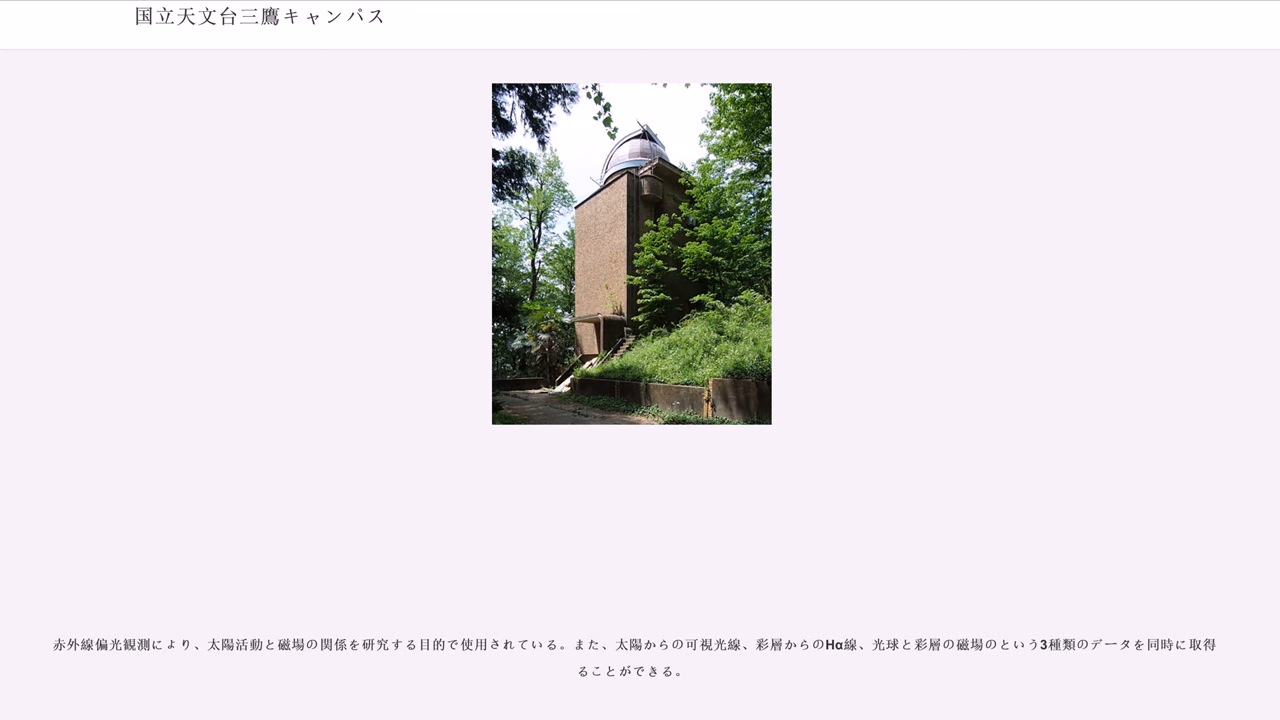 国立天文台三鷹キャンパス
赤外線偏光観測により、太陽活動と磁場の関係を研究する目的で使用されている。また、太陽からの可視光線、彩層からのHα線、光球と彩層の磁場のという3種類のデータを同時に取得
ることができる。